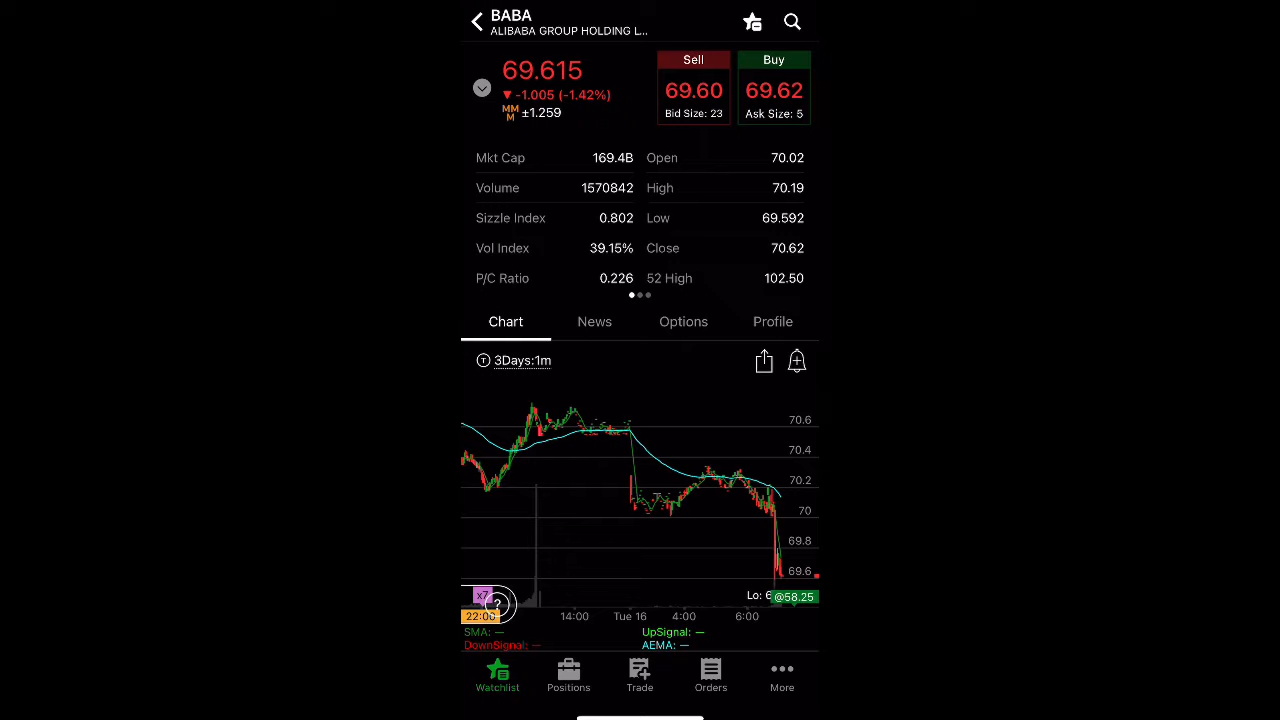 BABA
ALIBABA GROUP HOLDING L...
69.615
▼ -1.005 (-1.42%)
MM
M ±1.259
Sell
69.60
Bid Size: 23
Buy
69.62
Ask Size: 5
Mkt Cap 169.4B Open 70.02
Volume 1570842 High 70.19
Sizzle Index 0.802 Low 69.592
Vol Index 39.15% Close 70.62
P/C Ratio 0.226 52 High 102.50
Chart News Options Profile
T 3Days:1m
70.6
70.4
70.2
70
69.8
69.6
x7 ? Lo: 6 @58.25
22:00 14:00 Tue 16 4:00 6:00
SMA: — UpSignal: —
DownSignal: — AEMA: —
Watchlist Positions Trade Orders More